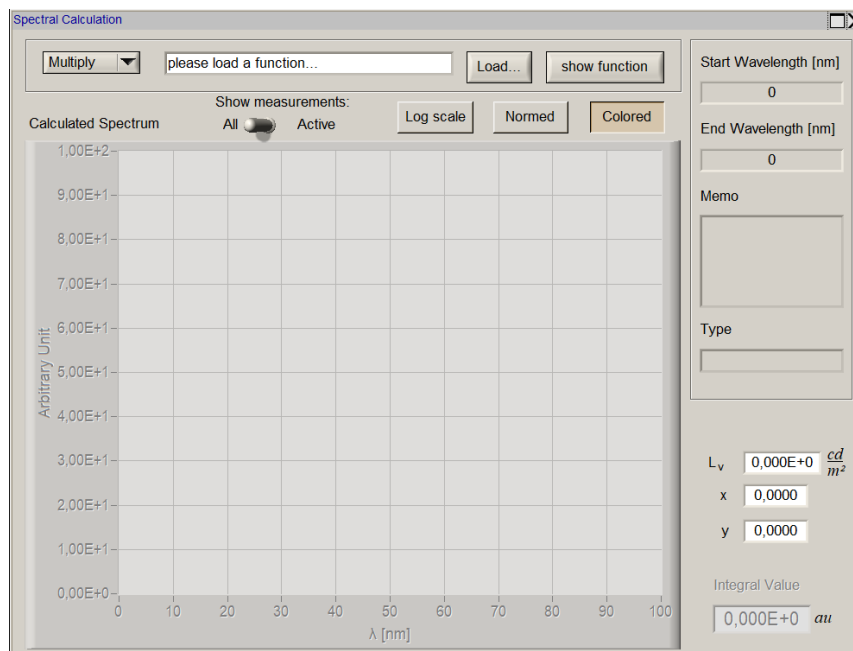 Spectral Calculation
Multiply
please load a function...
Load...
show function
Show measurements:
Calculated Spectrum
All
Active
Log scale
Normed
Colored
Start Wavelength [nm]
0
End Wavelength [nm]
0
Memo
Type
Arbitrary Unit
1,00E+2
9,00E+1
8,00E+1
7,00E+1
6,00E+1
5,00E+1
4,00E+1
3,00E+1
2,00E+1
1,00E+1
0,00E+0
0 10 20 30 40 50 60 70 80 90 100
λ [nm]
Lv 0,000E+0 cd/m²
x 0,0000
y 0,0000
Integral Value
0,000E+0 au